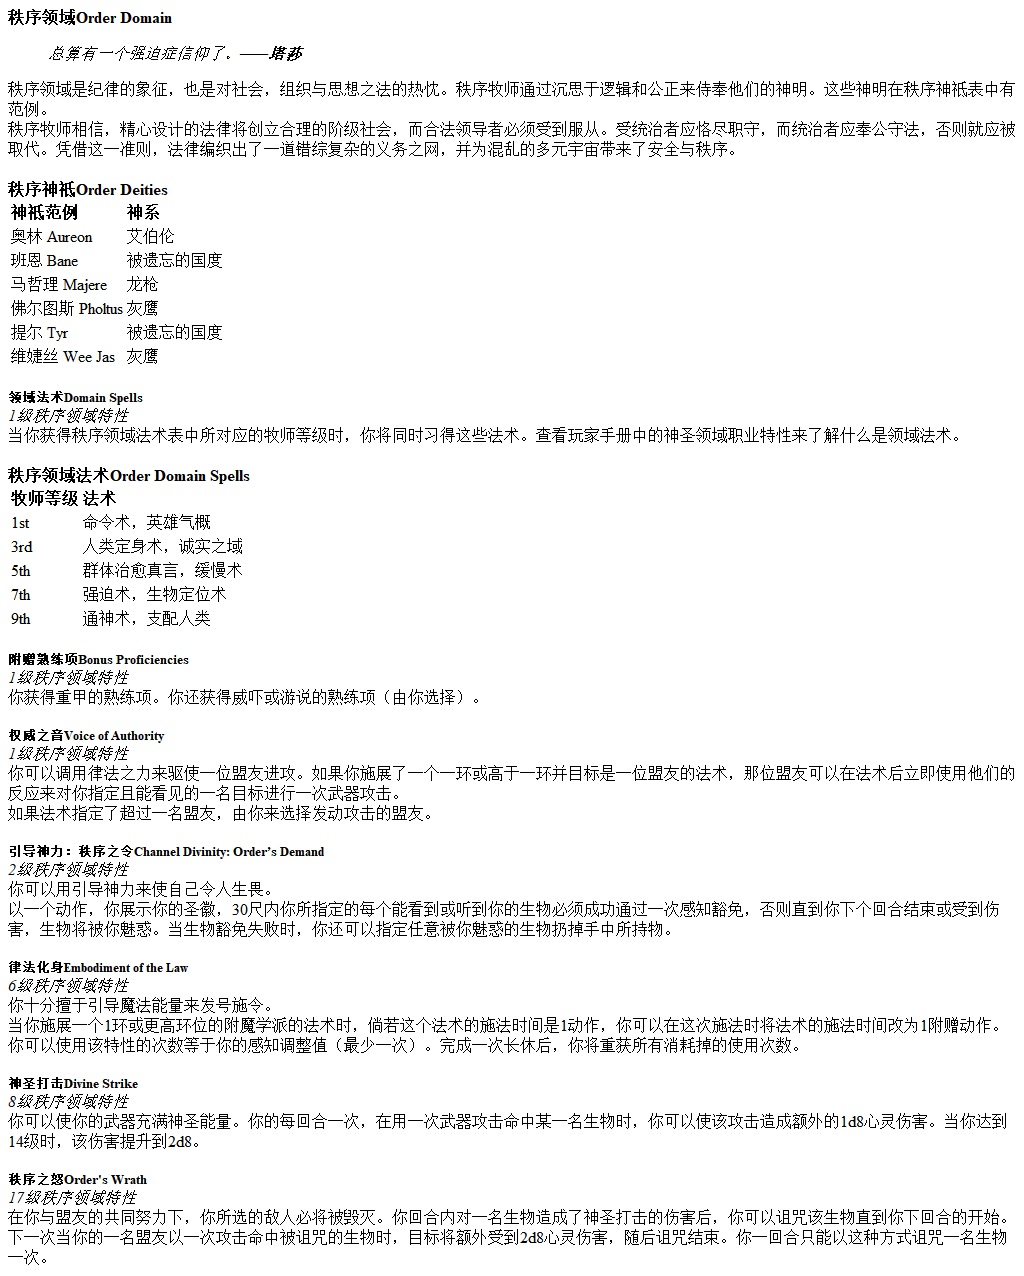 秩序领域Order Domain
总算有一个强迫症信仰了。——塔莎
秩序领域是纪律的象征，也是对社会，组织与思想之法的热忱。秩序牧师通过沉思于逻辑和公正来侍奉他们的神明。这些神明在秩序神祇表中有
范例。
秩序牧师相信，精心设计的法律将创立合理的阶级社会，而合法领导者必须受到服从。受统治者应恪尽职守，而统治者应奉公守法，否则就应被
取代。凭借这一准则，法律编织出了一道错综复杂的义务之网，并为混乱的多元宇宙带来了安全与秩序。
秩序神祇Order Deities
神祇范例 神系
奥林 Aureon 艾伯伦
班恩 Bane 被遗忘的国度
马哲理 Majere 龙枪
佛尔图斯 Pholtus 灰鹰
提尔 Tyr 被遗忘的国度
维婕丝 Wee Jas 灰鹰
领域法术Domain Spells
1级秩序领域特性
当你获得秩序领域法术表中所对应的牧师等级时，你将同时习得这些法术。查看玩家手册中的神圣领域职业特性来了解什么是领域法术。
秩序领域法术Order Domain Spells
牧师等级 法术
1st 命令术，英雄气概
3rd 人类定身术，诚实之域
5th 群体治愈真言，缓慢术
7th 强迫术，生物定位术
9th 通神术，支配人类
附赠熟练项Bonus Proficiencies
1级秩序领域特性
你获得重甲的熟练项。你还获得威吓或游说的熟练项（由你选择）。
权威之音Voice of Authority
1级秩序领域特性
你可以调用律法之力来驱使一位盟友进攻。如果你施展了一个一环或高于一环并目标是一位盟友的法术，那位盟友可以在法术后立即使用他们的
反应来对你指定且能看见的一名目标进行一次武器攻击。
如果法术指定了超过一名盟友，由你来选择发动攻击的盟友。
引导神力：秩序之令Channel Divinity: Order's Demand
2级秩序领域特性
你可以用引导神力来使自己令人生畏。
以一个动作，你展示你的圣徽，30尺内你所指定的每个能看到或听到你的生物必须成功通过一次感知豁免，否则直到你下个回合结束或受到伤
害，生物将被你魅惑。当生物豁免失败时，你还可以指定任意被你魅惑的生物扔掉手中所持物。
律法化身Embodiment of the Law
6级秩序领域特性
你十分擅于引导魔法能量来发号施令。
当你施展一个1环或更高环位的附魔学派的法术时，倘若这个法术的施法时间是1动作，你可以在这次施法时将法术的施法时间改为1附赠动作。
你可以使用该特性的次数等于你的感知调整值（最少一次）。完成一次长休后，你将重获所有消耗掉的使用次数。
神圣打击Divine Strike
8级秩序领域特性
你可以使你的武器充满神圣能量。你的每回合一次，在用一次武器攻击命中某一名生物时，你可以使该攻击造成额外的1d8心灵伤害。当你达到
14级时，该伤害提升到2d8。
秩序之怒Order's Wrath
17级秩序领域特性
在你与盟友的共同努力下，你所选的敌人必将被毁灭。你回合内对一名生物造成了神圣打击的伤害后，你可以诅咒该生物直到你下回合的开始。
下一次当你的一名盟友以一次攻击命中被诅咒的生物时，目标将额外受到2d8心灵伤害，随后诅咒结束。你一回合只能以这种方式诅咒一名生物
一次。